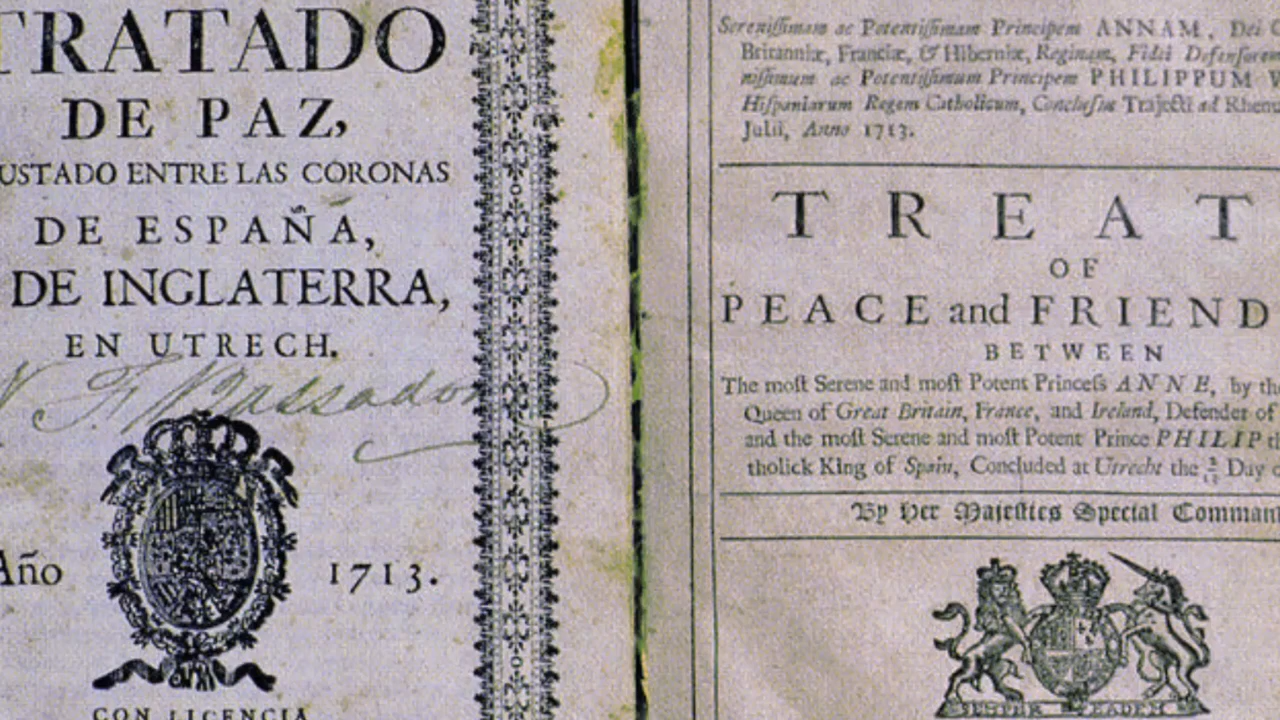 TRATADO
DE PAZ,
USTADO ENTRE LAS CORONAS
DE ESPAÑA,
DE INGLATERRA,
EN UTRECH.
Año 1713.
CON LICENCIA
Sereniſſimam ac Potentiſſimam Principem ANNAM, Dei
Britanniæ, Franciæ, & Hiberniæ, Reginam, Fidei Defenſorem
niſſimum ac Potentiſſimum Principem PHILIPPUM V
Hiſpaniarum Regem Catholicum, Concluſus Trajecti ad Rhen
Julii, Anno 1713.
TREAT
OF
PEACE and FRIEND
BETWEEN
The moſt Serene and moſt Potent Princeſs ANNE, by th
Queen of Great Britain, France, and Ireland, Defender of
and the moſt Serene and moſt Potent Prince PHILIP t
tholick King of Spain, Concluded at Utrecht the Day
By Her Majeſties Special Comman
SEMPER EADEM